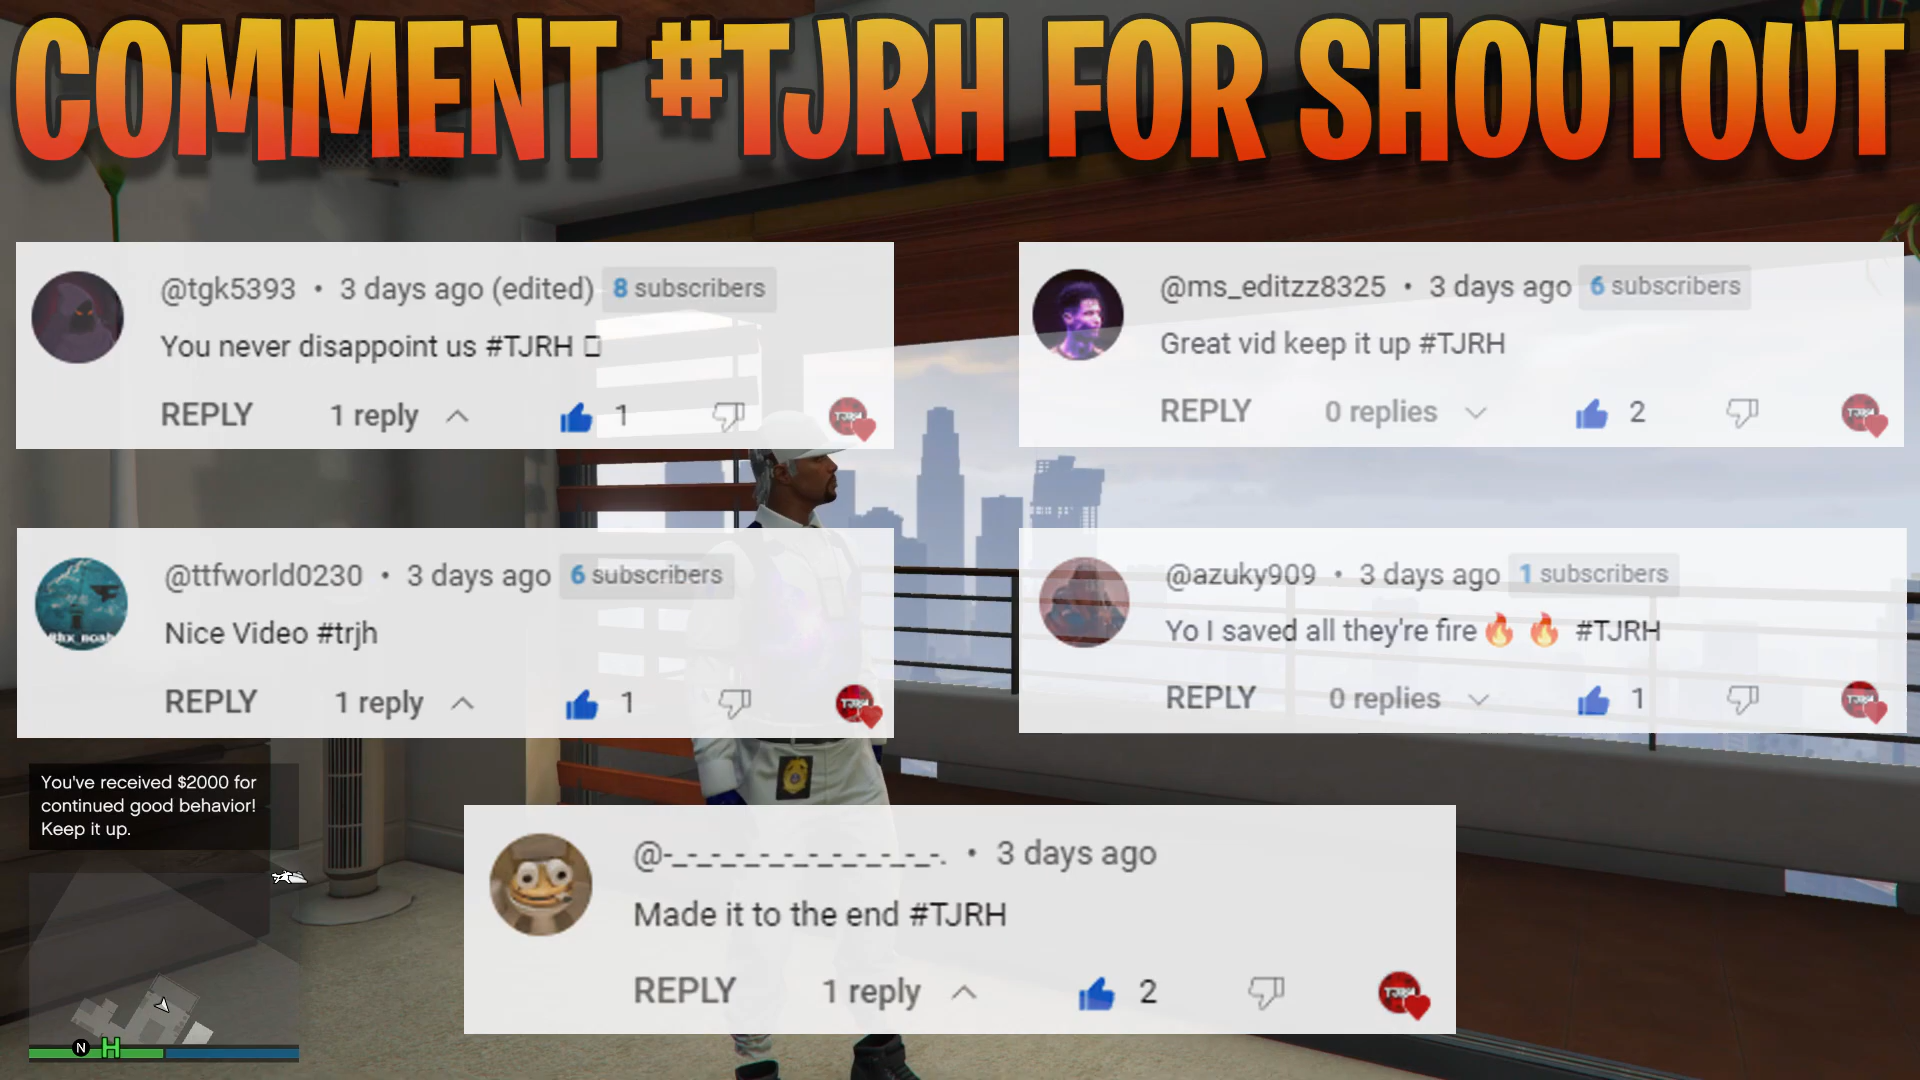 COMMENT #TJRH FOR SHOUTOUT
@tgk5393 • 3 days ago (edited) 8 subscribers
You never disappoint us #TJRH
REPLY 1 reply 1
@ms_editzz8325 • 3 days ago 6 subscribers
Great vid keep it up #TJRH
REPLY 0 replies 2
@ttfworld0230 • 3 days ago 6 subscribers
Nice Video #trjh
REPLY 1 reply 1
@azuky909 • 3 days ago 1 subscribers
Yo I saved all they're fire🔥 🔥 #TJRH
REPLY 0 replies 1
You've received $2000 for
continued good behavior!
Keep it up.
@-_-_-_-_-_-_-_-_-_-_-_-. • 3 days ago
Made it to the end #TJRH
REPLY 1 reply 2
N H